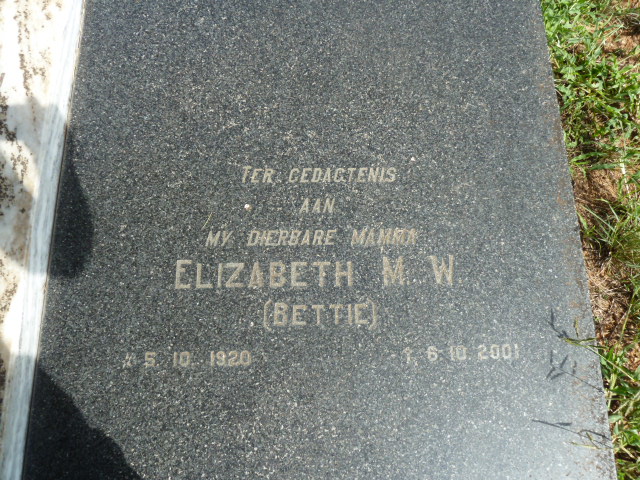 TER GEDAGTENIS
AAN
MY DIERBARE MAMMA
ELIZABETH M. W.
(BETTIE)
* 5. 10. 1920 † 6. 10. 2001